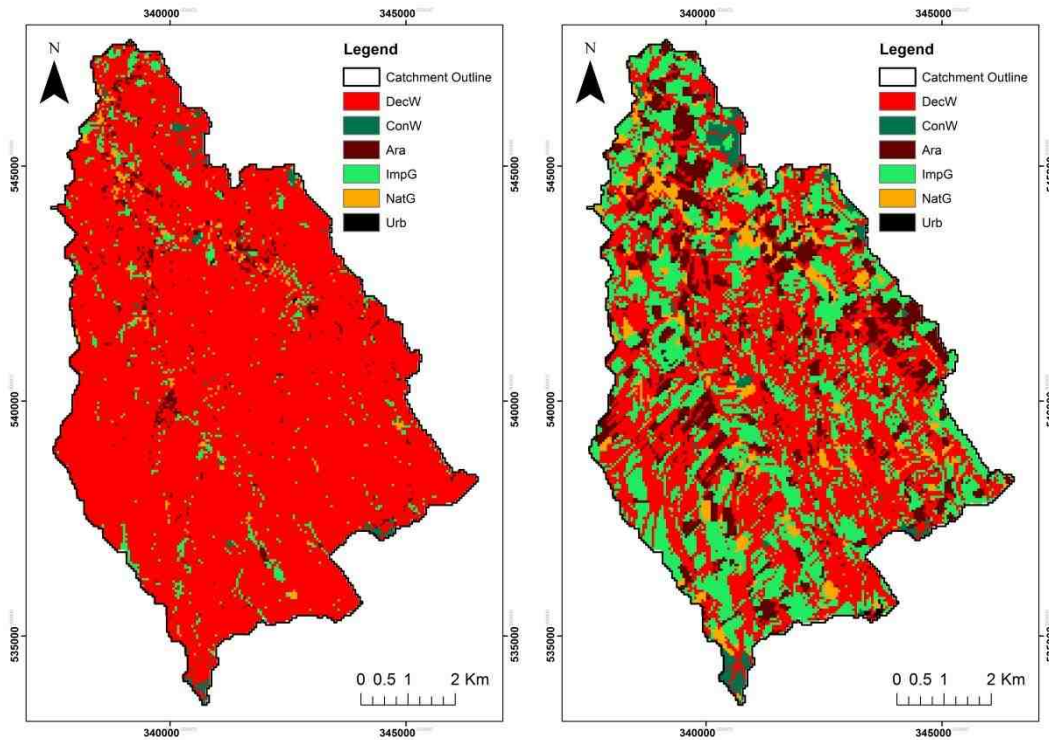 340000 345000 340000 345000
N
Legend
Catchment Outline
DecW
ConW
Ara
ImpG
NatG
Urb
N
Legend
Catchment Outline
DecW
ConW
Ara
ImpG
NatG
Urb
545000 545000
540000 540000 540000
535000 535000 535000
0 0.5 1 2 Km
0 0.5 1 2 Km
340000 345000 340000 345000